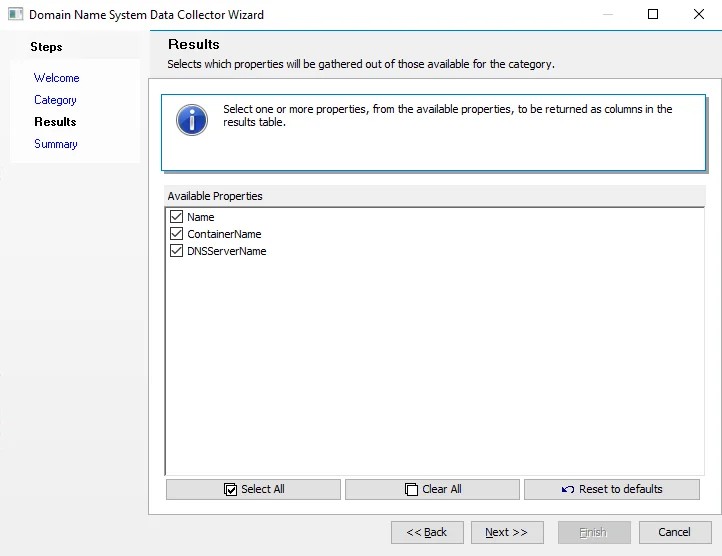 Domain Name System Data Collector Wizard
Steps
Welcome
Category
Results
Summary
Results
Selects which properties will be gathered out of those available for the category.
Select one or more properties, from the available properties, to be returned as columns in the
results table.
Available Properties
Name
ContainerName
DNSServerName
Select All
Clear All
Reset to defaults
<< Back
Next >>
Finish
Cancel